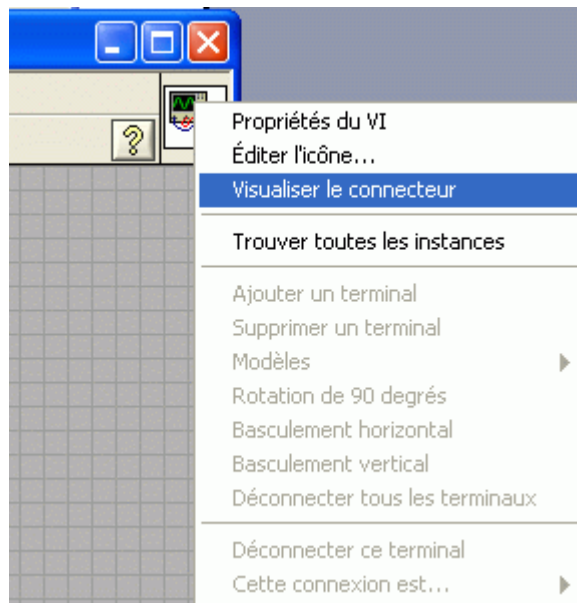 ?
Propriétés du VI
Éditer l'icône...
Visualiser le connecteur
Trouver toutes les instances
Ajouter un terminal
Supprimer un terminal
Modèles
Rotation de 90 degrés
Basculement horizontal
Basculement vertical
Déconnecter tous les terminaux
Déconnecter ce terminal
Cette connexion est...